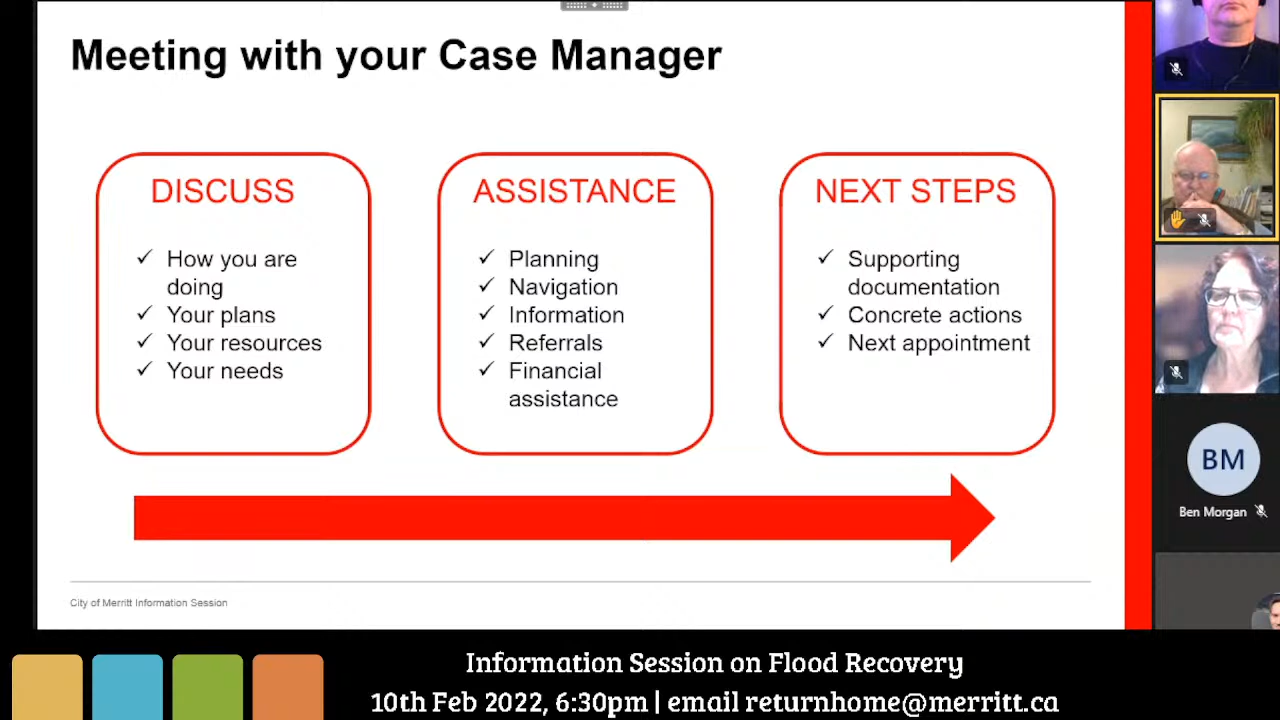 Meeting with your Case Manager
DISCUSS
✓ How you are
doing
✓ Your plans
✓ Your resources
✓ Your needs
ASSISTANCE
✓ Planning
✓ Navigation
✓ Information
✓ Referrals
✓ Financial
assistance
NEXT STEPS
✓ Supporting
documentation
✓ Concrete actions
✓ Next appointment
City of Merritt Information Session
BM
Ben Morgan
Information Session on Flood Recovery
10th Feb 2022, 6:30pm | email returnhome@merritt.ca